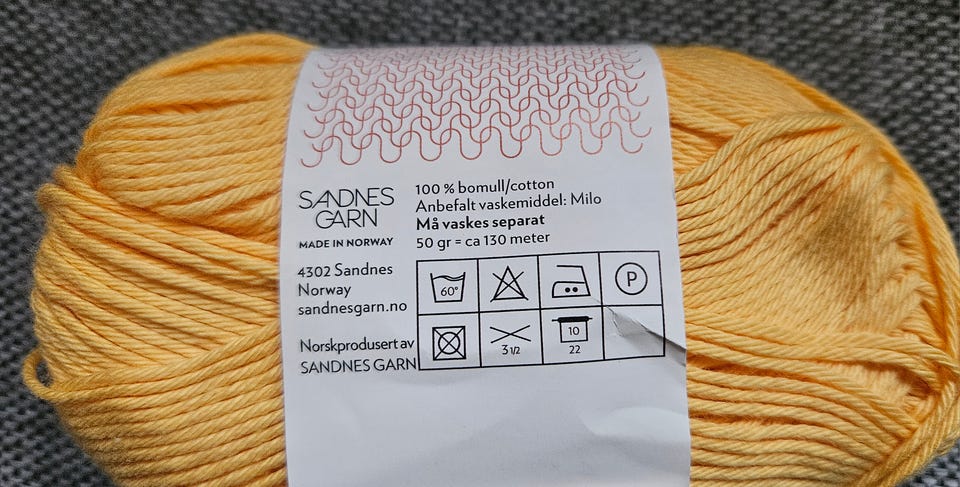 SANDNES
GARN
MADE IN NORWAY
4302 Sandnes
Norway
sandnesgarn.no
Norskprodusert av
SANDNES GARN
100 % bomull/cotton
Anbefalt vaskemiddel: Milo
Må vaskes separat
50 gr = ca 130 meter
60° P
3 1/2 10
22